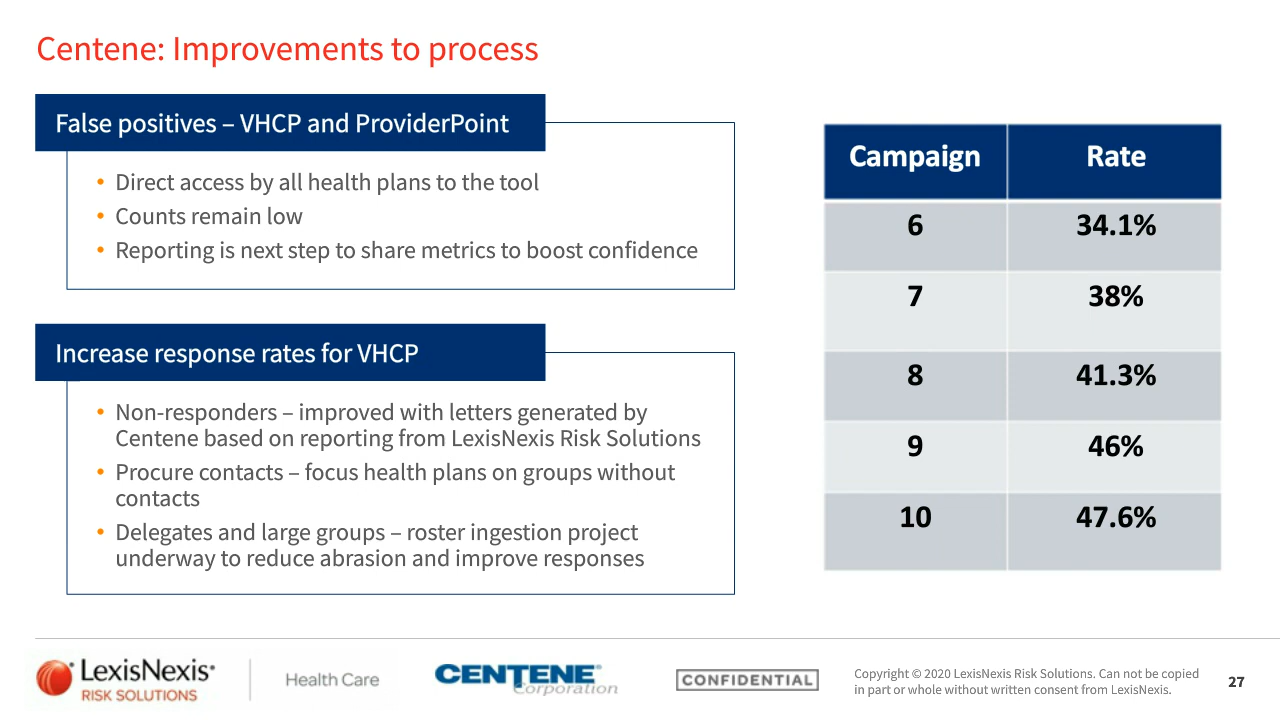 Centene: Improvements to process
False positives – VHCP and ProviderPoint
• Direct access by all health plans to the tool
• Counts remain low
• Reporting is next step to share metrics to boost confidence
Increase response rates for VHCP
• Non-responders – improved with letters generated by
Centene based on reporting from LexisNexis Risk Solutions
• Procure contacts – focus health plans on groups without
contacts
• Delegates and large groups – roster ingestion project
underway to reduce abrasion and improve responses
Campaign Rate
6 34.1%
7 38%
8 41.3%
9 46%
10 47.6%
LexisNexis®
RISK SOLUTIONS
Health Care
CENTENE®
Corporation
CONFIDENTIAL
Copyright © 2020 LexisNexis Risk Solutions. Can not be copied
in part or whole without written consent from LexisNexis.
27